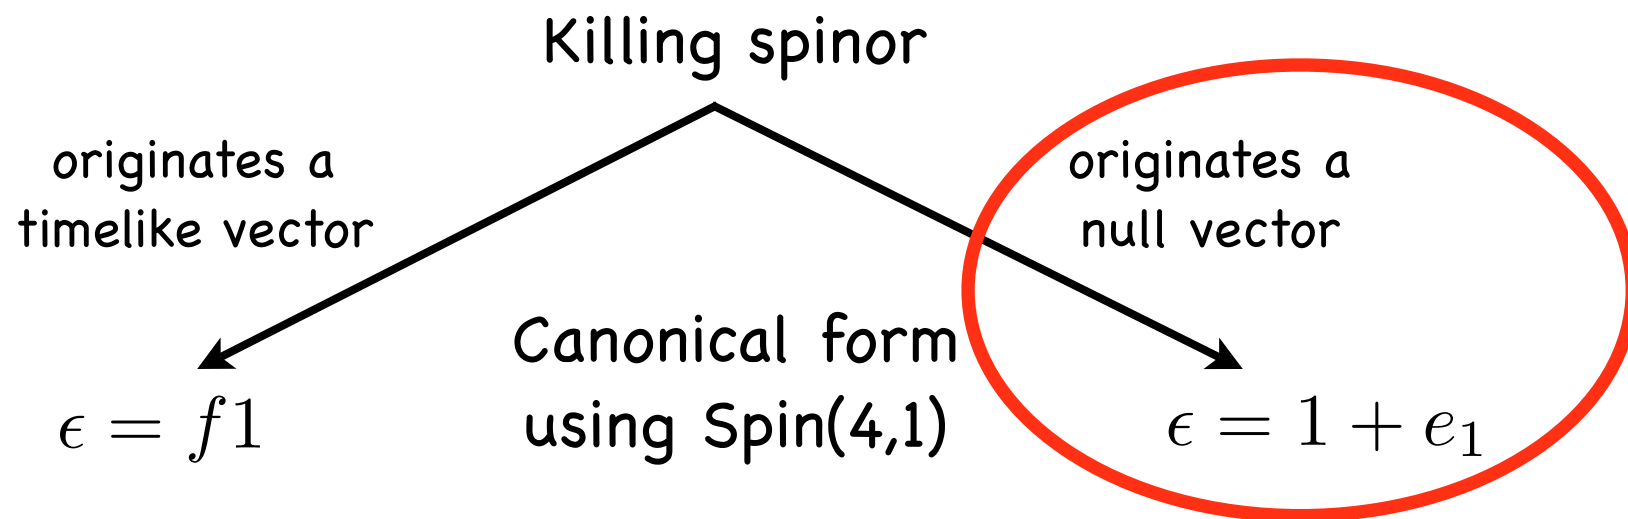 Killing spinor
originates a
timelike vector
originates a
null vector
Canonical form
using Spin(4,1)
ϵ = f1
ϵ = 1 + e₁